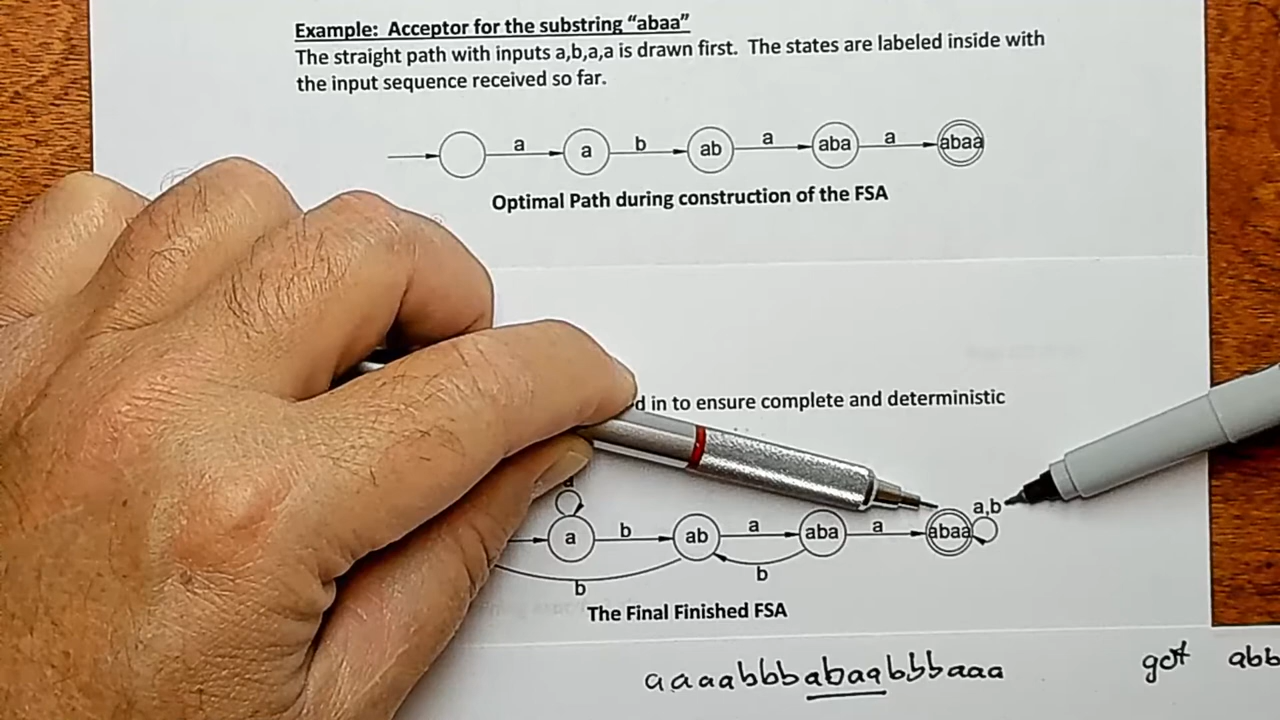 Example: Acceptor for the substring "abaa"
The straight path with inputs a,b,a,a is drawn first. The states are labeled inside with
the input sequence received so far.
a b a a
a ab aba abaa
Optimal Path during construction of the FSA
in to ensure complete and deterministic
a,b
b a a
a ab aba abaa
b b
The Final Finished FSA
aaaabbbabaabbbaaa got abb